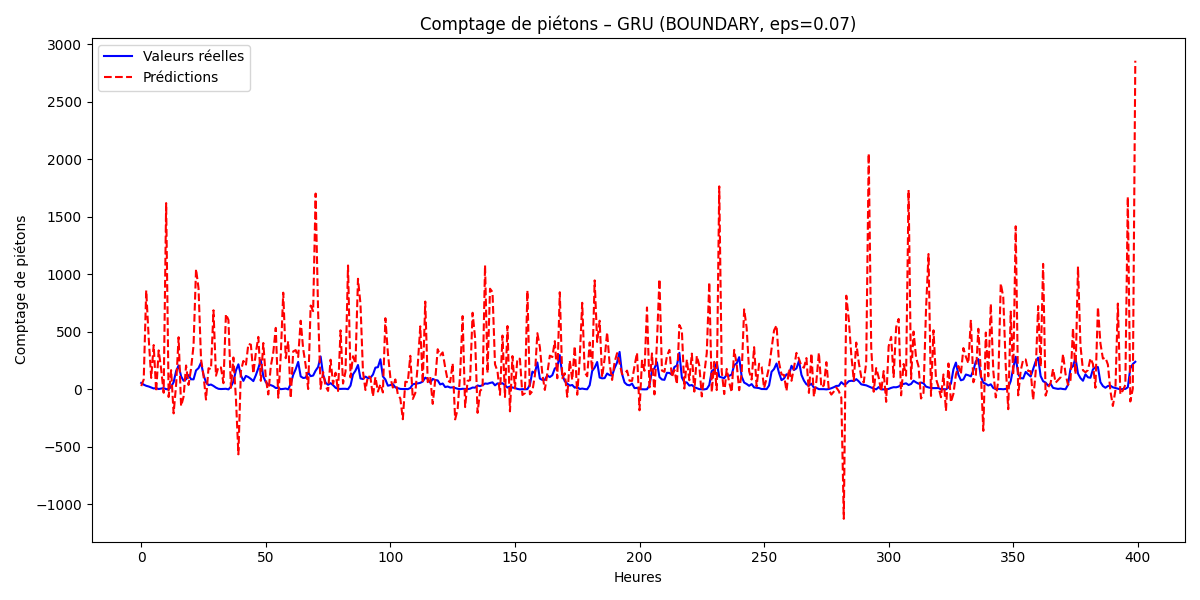 Comptage de piétons – GRU (BOUNDARY, eps=0.07)
Valeurs réelles
Prédictions
Comptage de piétons
3000
2500
2000
1500
1000
500
0
−500
−1000
0 50 100 150 200 250 300 350 400
Heures